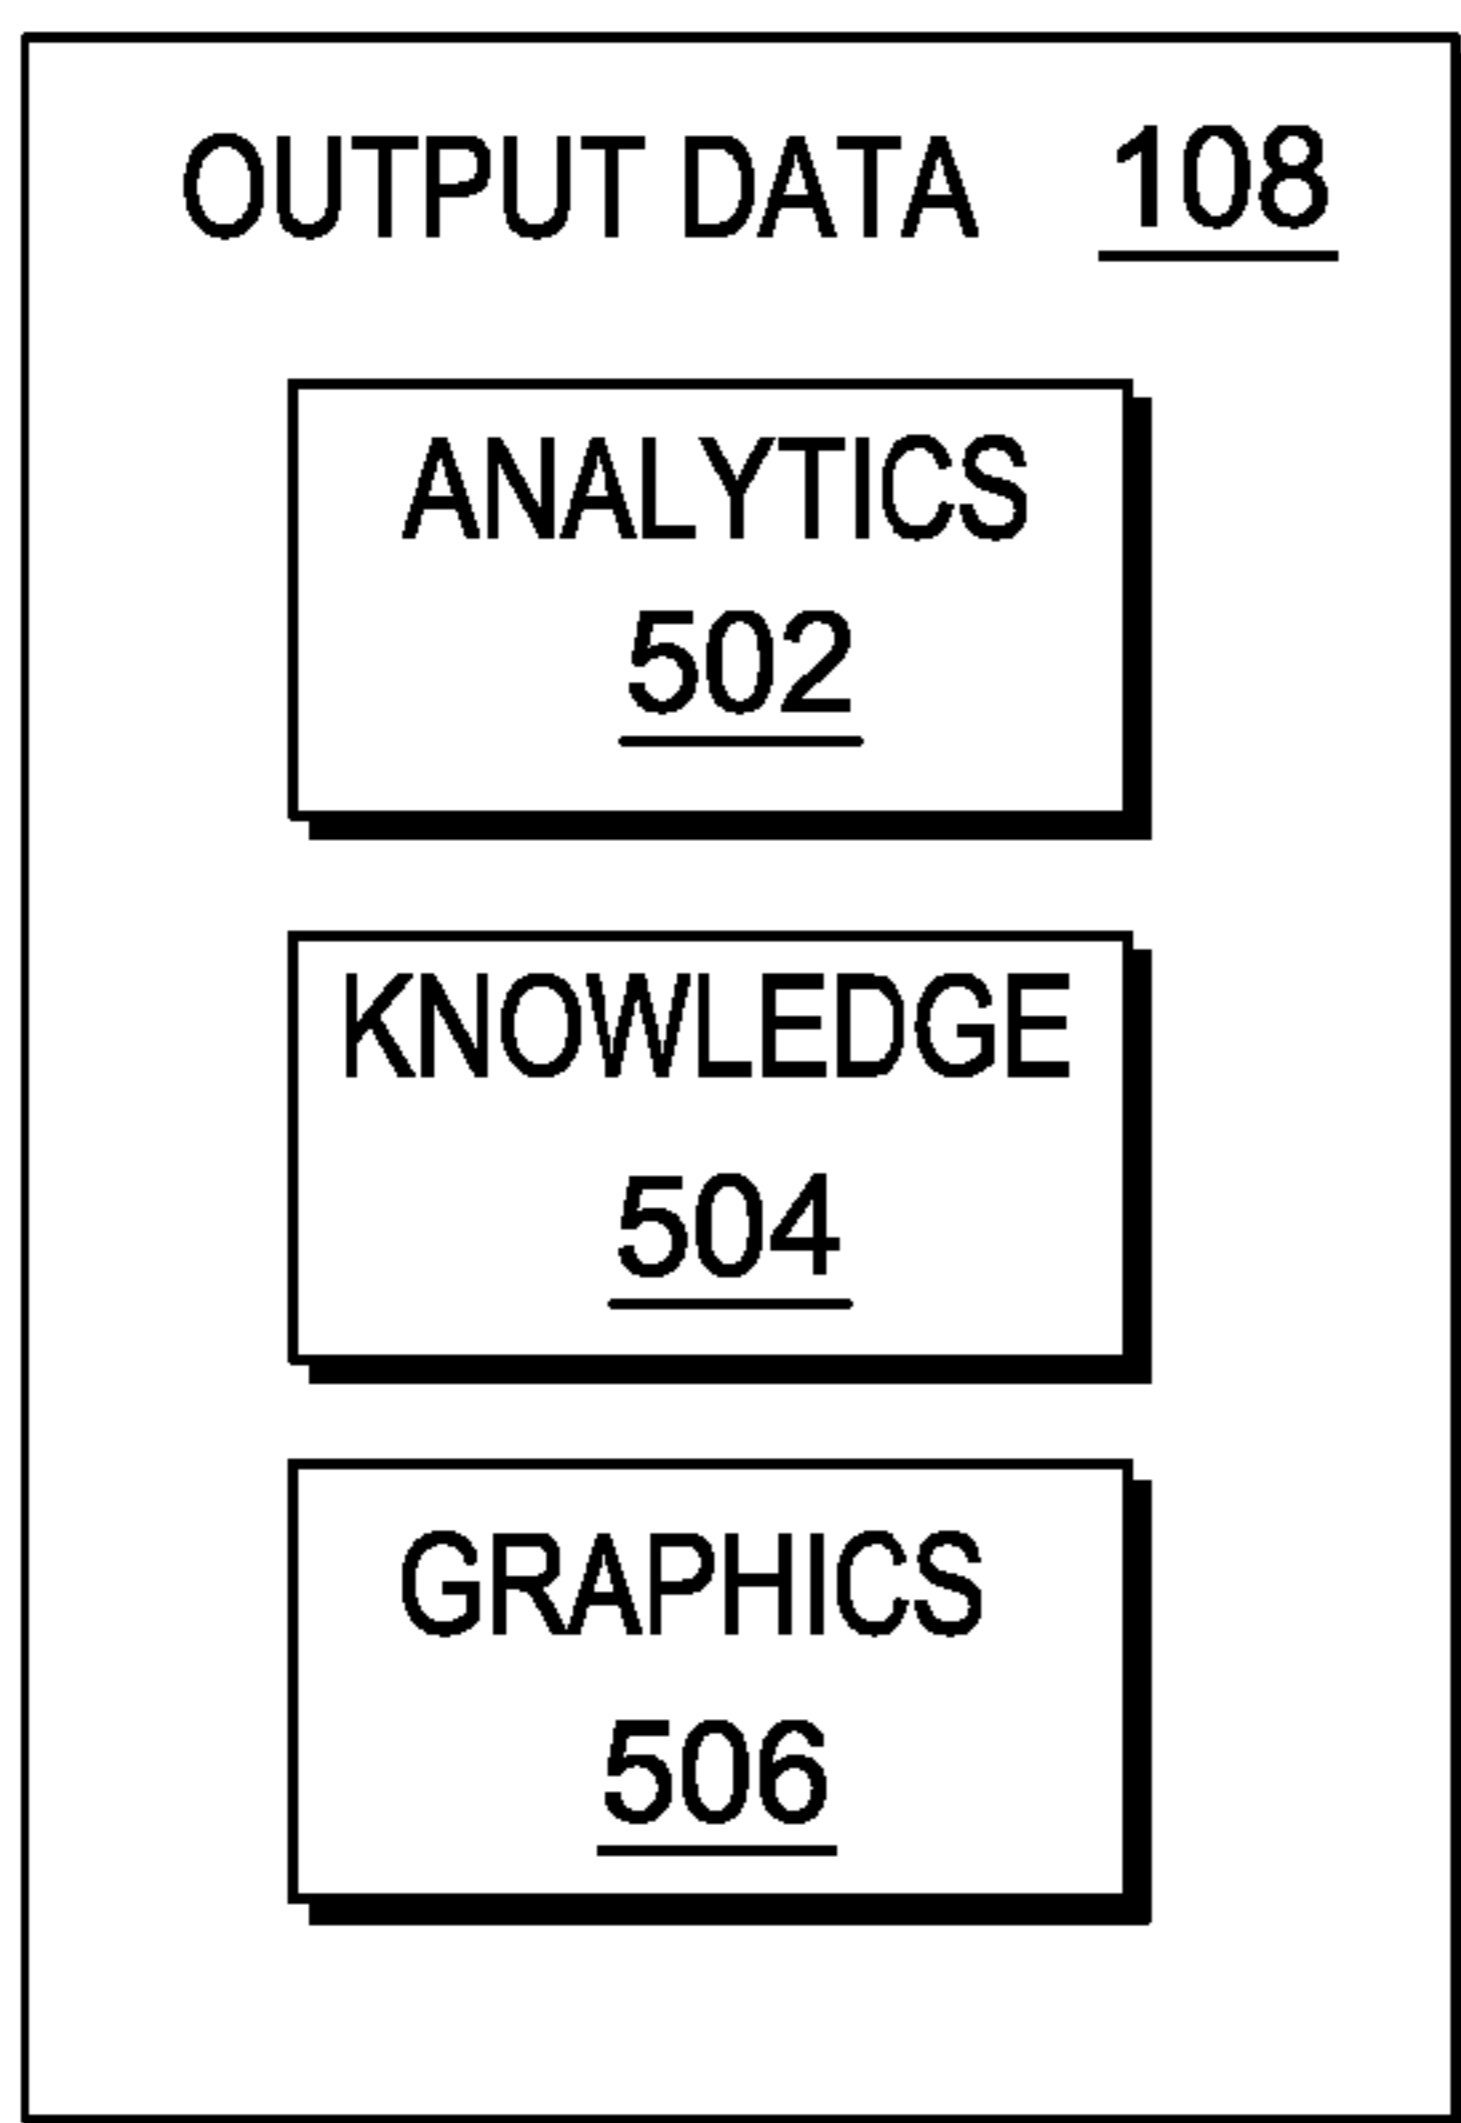 OUTPUT DATA 108
ANALYTICS
502
KNOWLEDGE
504
GRAPHICS
506